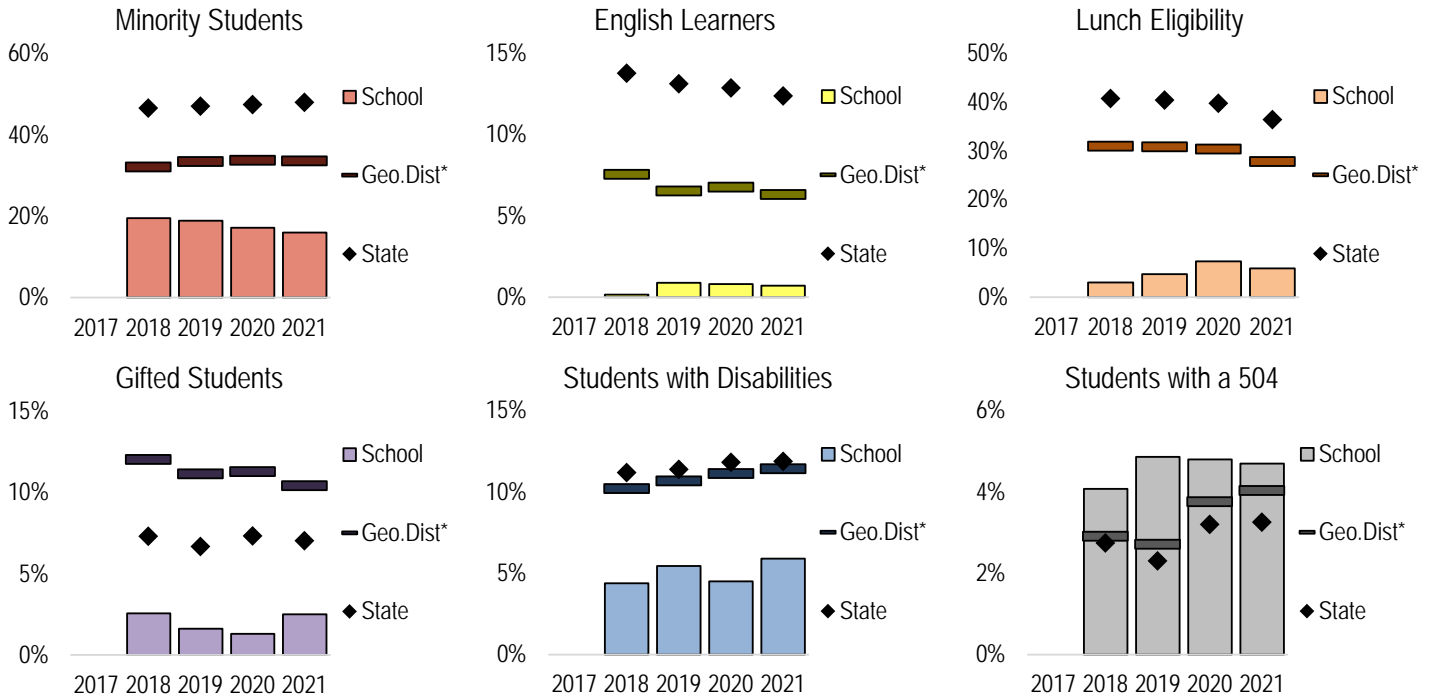 Minority Students
60%
40%
20%
0%
2017 2018 2019 2020 2021
School
Geo.Dist*
State
English Learners
15%
10%
5%
0%
2017 2018 2019 2020 2021
School
Geo.Dist*
State
Lunch Eligibility
50%
40%
30%
20%
10%
0%
2017 2018 2019 2020 2021
School
Geo.Dist*
State
Gifted Students
15%
10%
5%
0%
2017 2018 2019 2020 2021
School
Geo.Dist*
State
Students with Disabilities
15%
10%
5%
0%
2017 2018 2019 2020 2021
School
Geo.Dist*
State
Students with a 504
6%
4%
2%
0%
2017 2018 2019 2020 2021
School
Geo.Dist*
State